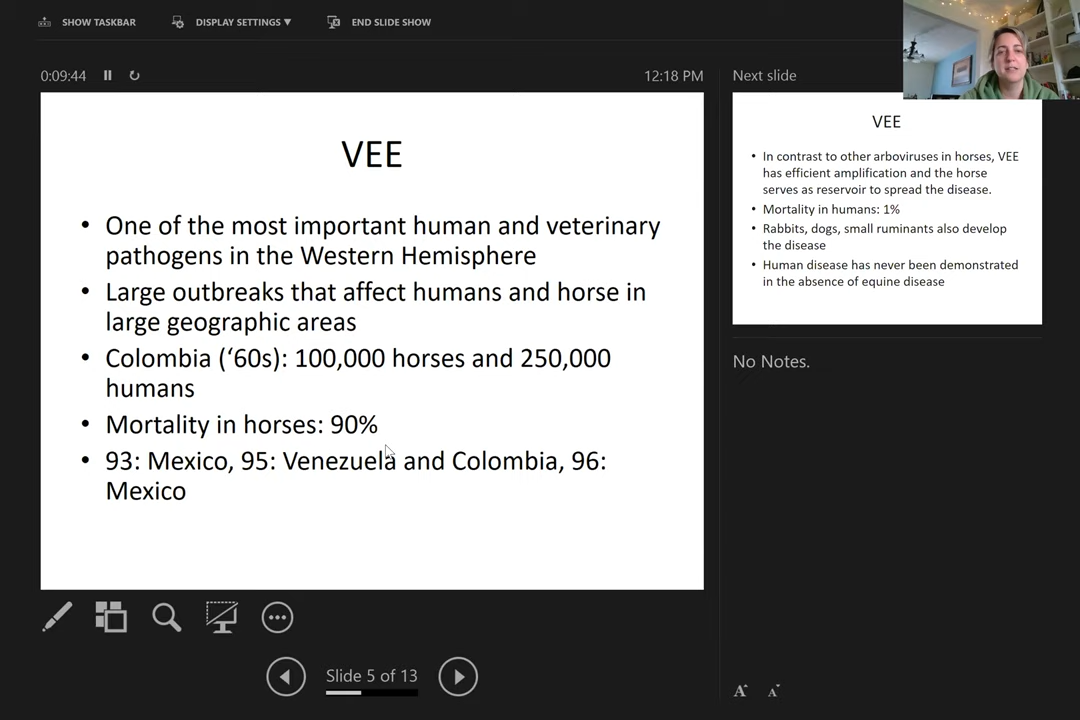 SHOW TASKBAR
DISPLAY SETTINGS ▼
END SLIDE SHOW
0:09:44
12:18 PM
Next slide
VEE
• One of the most important human and veterinary
pathogens in the Western Hemisphere
• Large outbreaks that affect humans and horse in
large geographic areas
• Colombia (‘60s): 100,000 horses and 250,000
humans
• Mortality in horses: 90%
• 93: Mexico, 95: Venezuela and Colombia, 96:
Mexico
VEE
• In contrast to other arboviruses in horses, VEE
has efficient amplification and the horse
serves as reservoir to spread the disease.
• Mortality in humans: 1%
• Rabbits, dogs, small ruminants also develop
the disease
• Human disease has never been demonstrated
in the absence of equine disease
No Notes.
Slide 5 of 13
A A